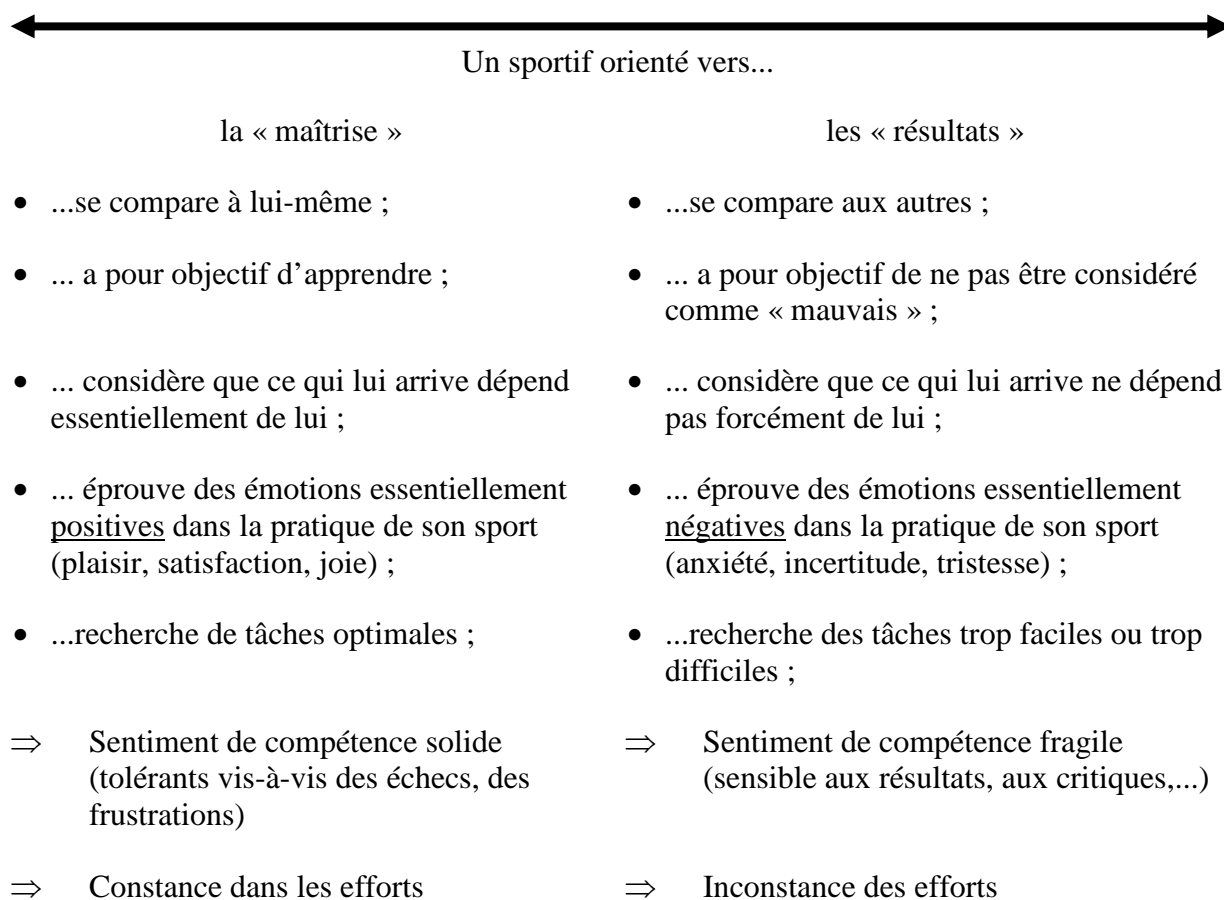 Un sportif orienté vers...
la « maîtrise »
les « résultats »
• ...se compare à lui-même ;
• ...se compare aux autres ;
• ... a pour objectif d'apprendre ;
• ... a pour objectif de ne pas être considéré
comme « mauvais » ;
• ... considère que ce qui lui arrive dépend
essentiellement de lui ;
• ... considère que ce qui lui arrive ne dépend
pas forcément de lui ;
• ... éprouve des émotions essentiellement
positives dans la pratique de son sport
(plaisir, satisfaction, joie) ;
• ... éprouve des émotions essentiellement
négatives dans la pratique de son sport
(anxiété, incertitude, tristesse) ;
• ...recherche de tâches optimales ;
• ...recherche des tâches trop faciles ou trop
difficiles ;
⇒ Sentiment de compétence solide
(tolérants vis-à-vis des échecs, des
frustrations)
⇒ Sentiment de compétence fragile
(sensible aux résultats, aux critiques,...)
⇒ Constance dans les efforts
⇒ Inconstance des efforts